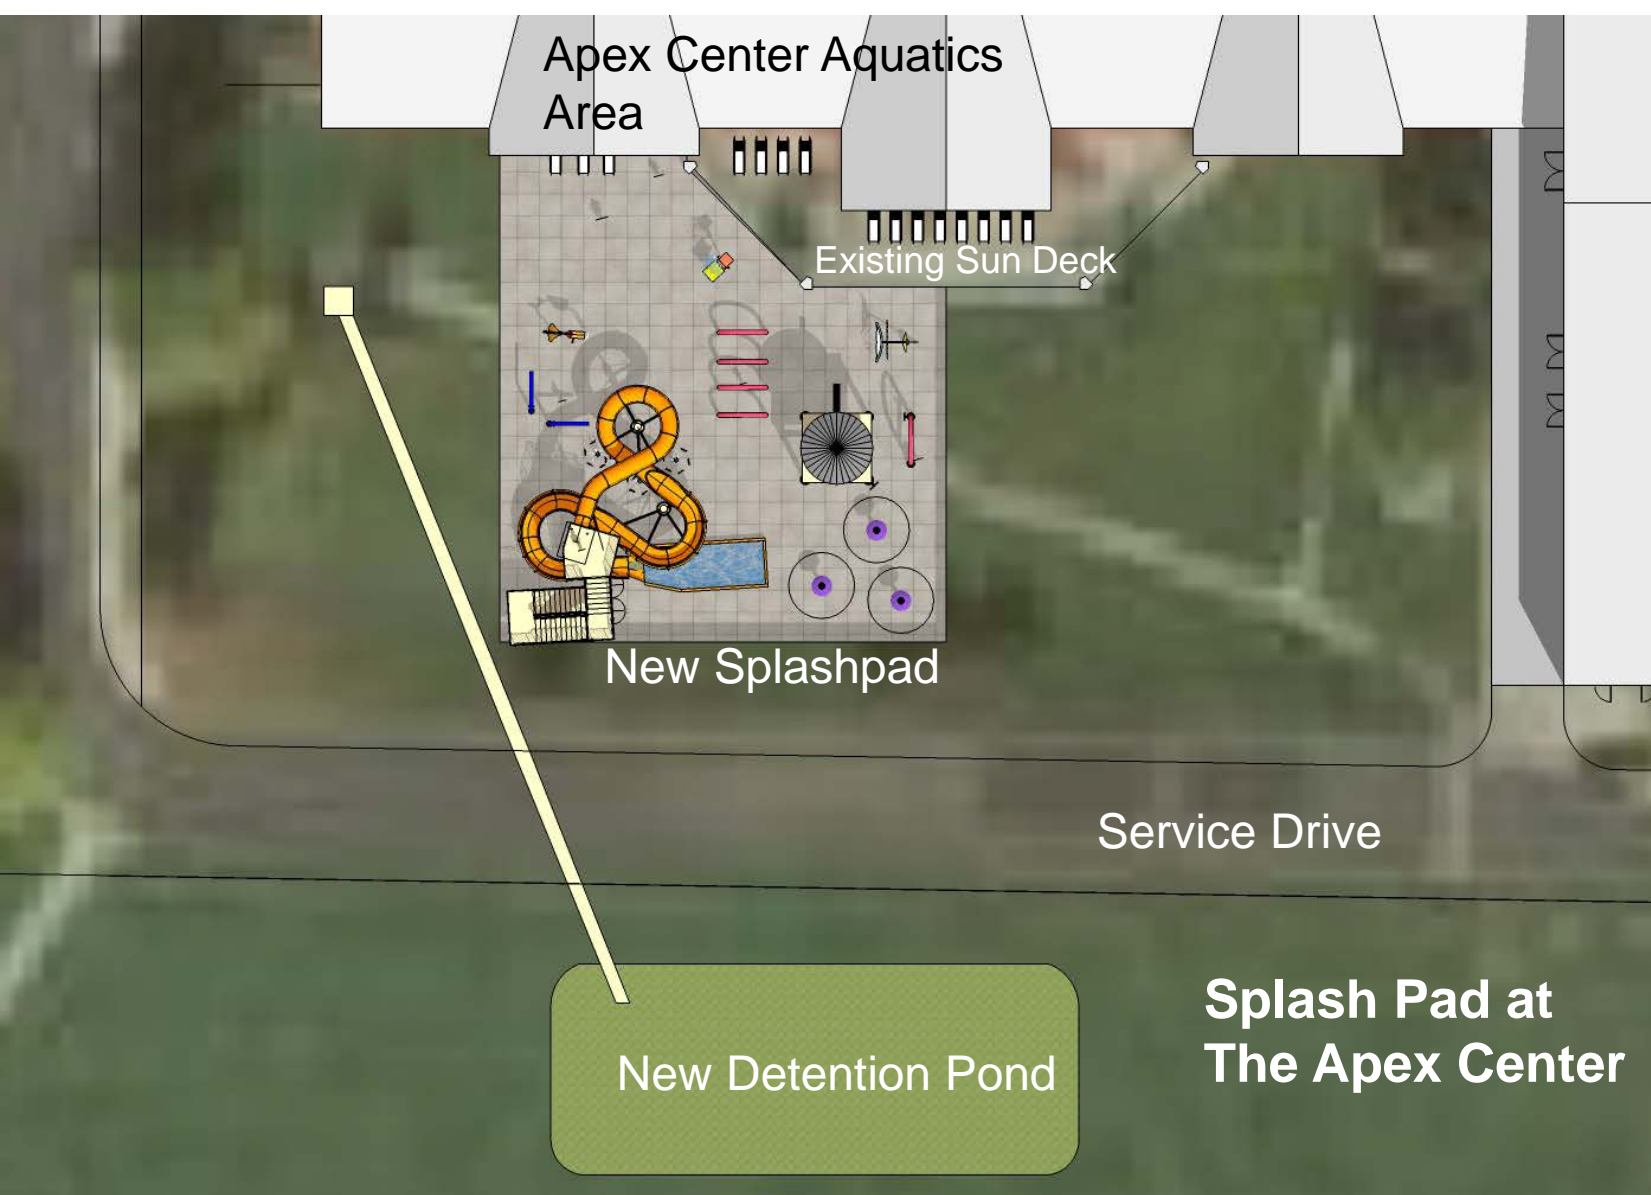 Apex Center Aquatics
Area
Existing Sun Deck
New Splashpad
Service Drive
Splash Pad at
The Apex Center
New Detention Pond